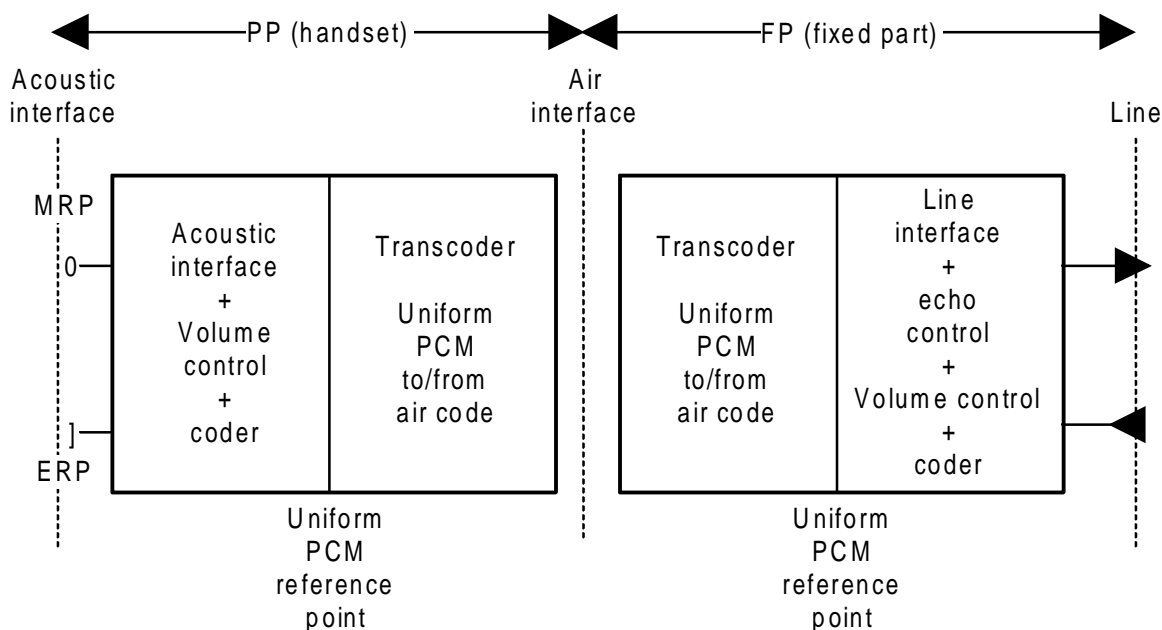 PP (handset)
FP (fixed part)
Acoustic
interface
Air
interface
Line
MRP
0
]
ERP
Acoustic
interface
+
Volume
control
+
coder
Transcoder
Uniform
PCM
to/from
air code
Transcoder
Uniform
PCM
to/from
air code
Line
interface
+
echo
control
+
Volume control
+
coder
Uniform
PCM
reference
point
Uniform
PCM
reference
point